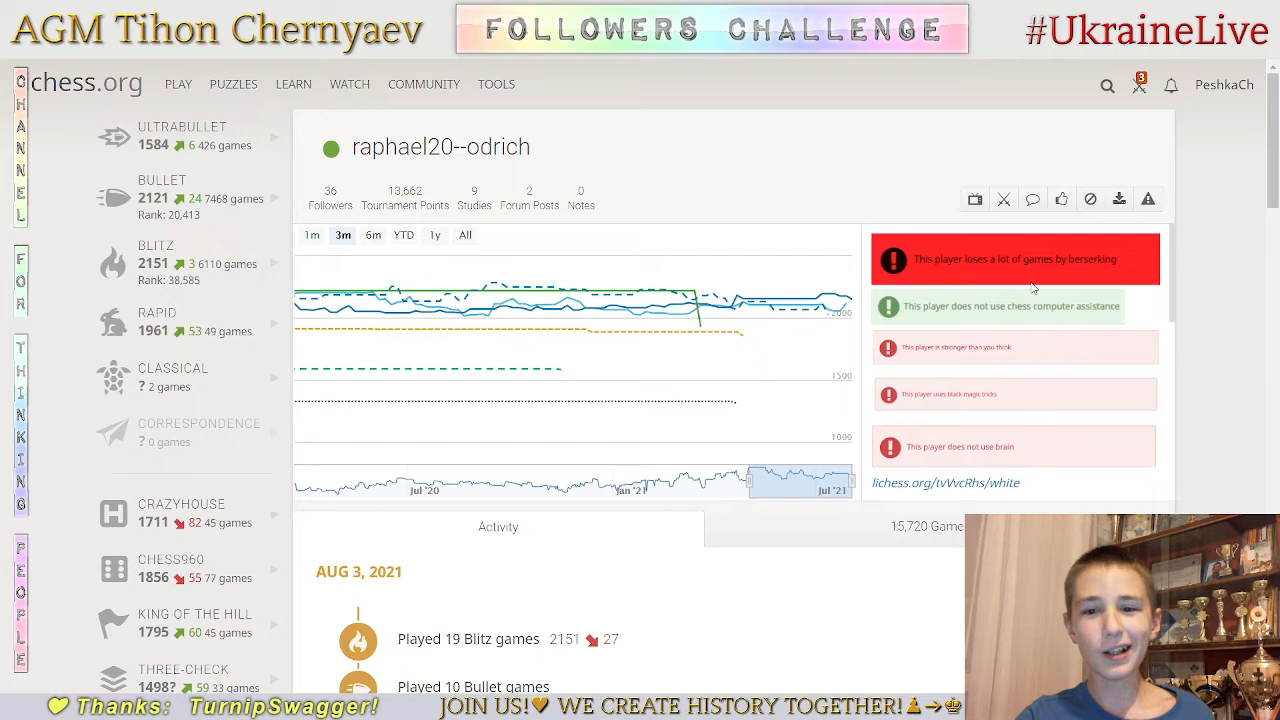 AGM Tihon Chernyaev
FOLLOWERS CHALLENGE
#UkraineLive
CHANNEL
FOR
THINKING
PEOPLE
chess.org
PLAY PUZZLES LEARN WATCH COMMUNITY TOOLS
3
PeshkaCh
ULTRABULLET
1584 6 426 games
BULLET
2121 24 7468 games
Rank: 20,413
BLITZ
2151 3 6110 games
Rank: 38,585
RAPID
1961 53 49 games
CLASSICAL
? 2 games
CORRESPONDENCE
? 0 games
CRAZYHOUSE
1711 82 45 games
CHESS960
1856 55 77 games
KING OF THE HILL
1795 60 45 games
THREE-CHECK
1498? 59 33 games
raphael20--odrich
36 13,662 9 2 0
Followers Tournament Points Studies Forum Posts Notes
1m 3m 6m YTD 1y All
2000
1500
1000
Jul '20 Jan '21 Jul '21
This player loses a lot of games by berserking
This player does not use chess computer assistance
This player is stronger than you think
This player uses black magic tricks
This player does not use brain
lichess.org/tvVvcRhs/white
Activity 15,720 Game
AUG 3, 2021
Played 19 Blitz games 2151 27
Played 10 Bullet games
Thanks: TurnipSwagger! JOIN US! WE CREATE HISTORY TOGETHER!